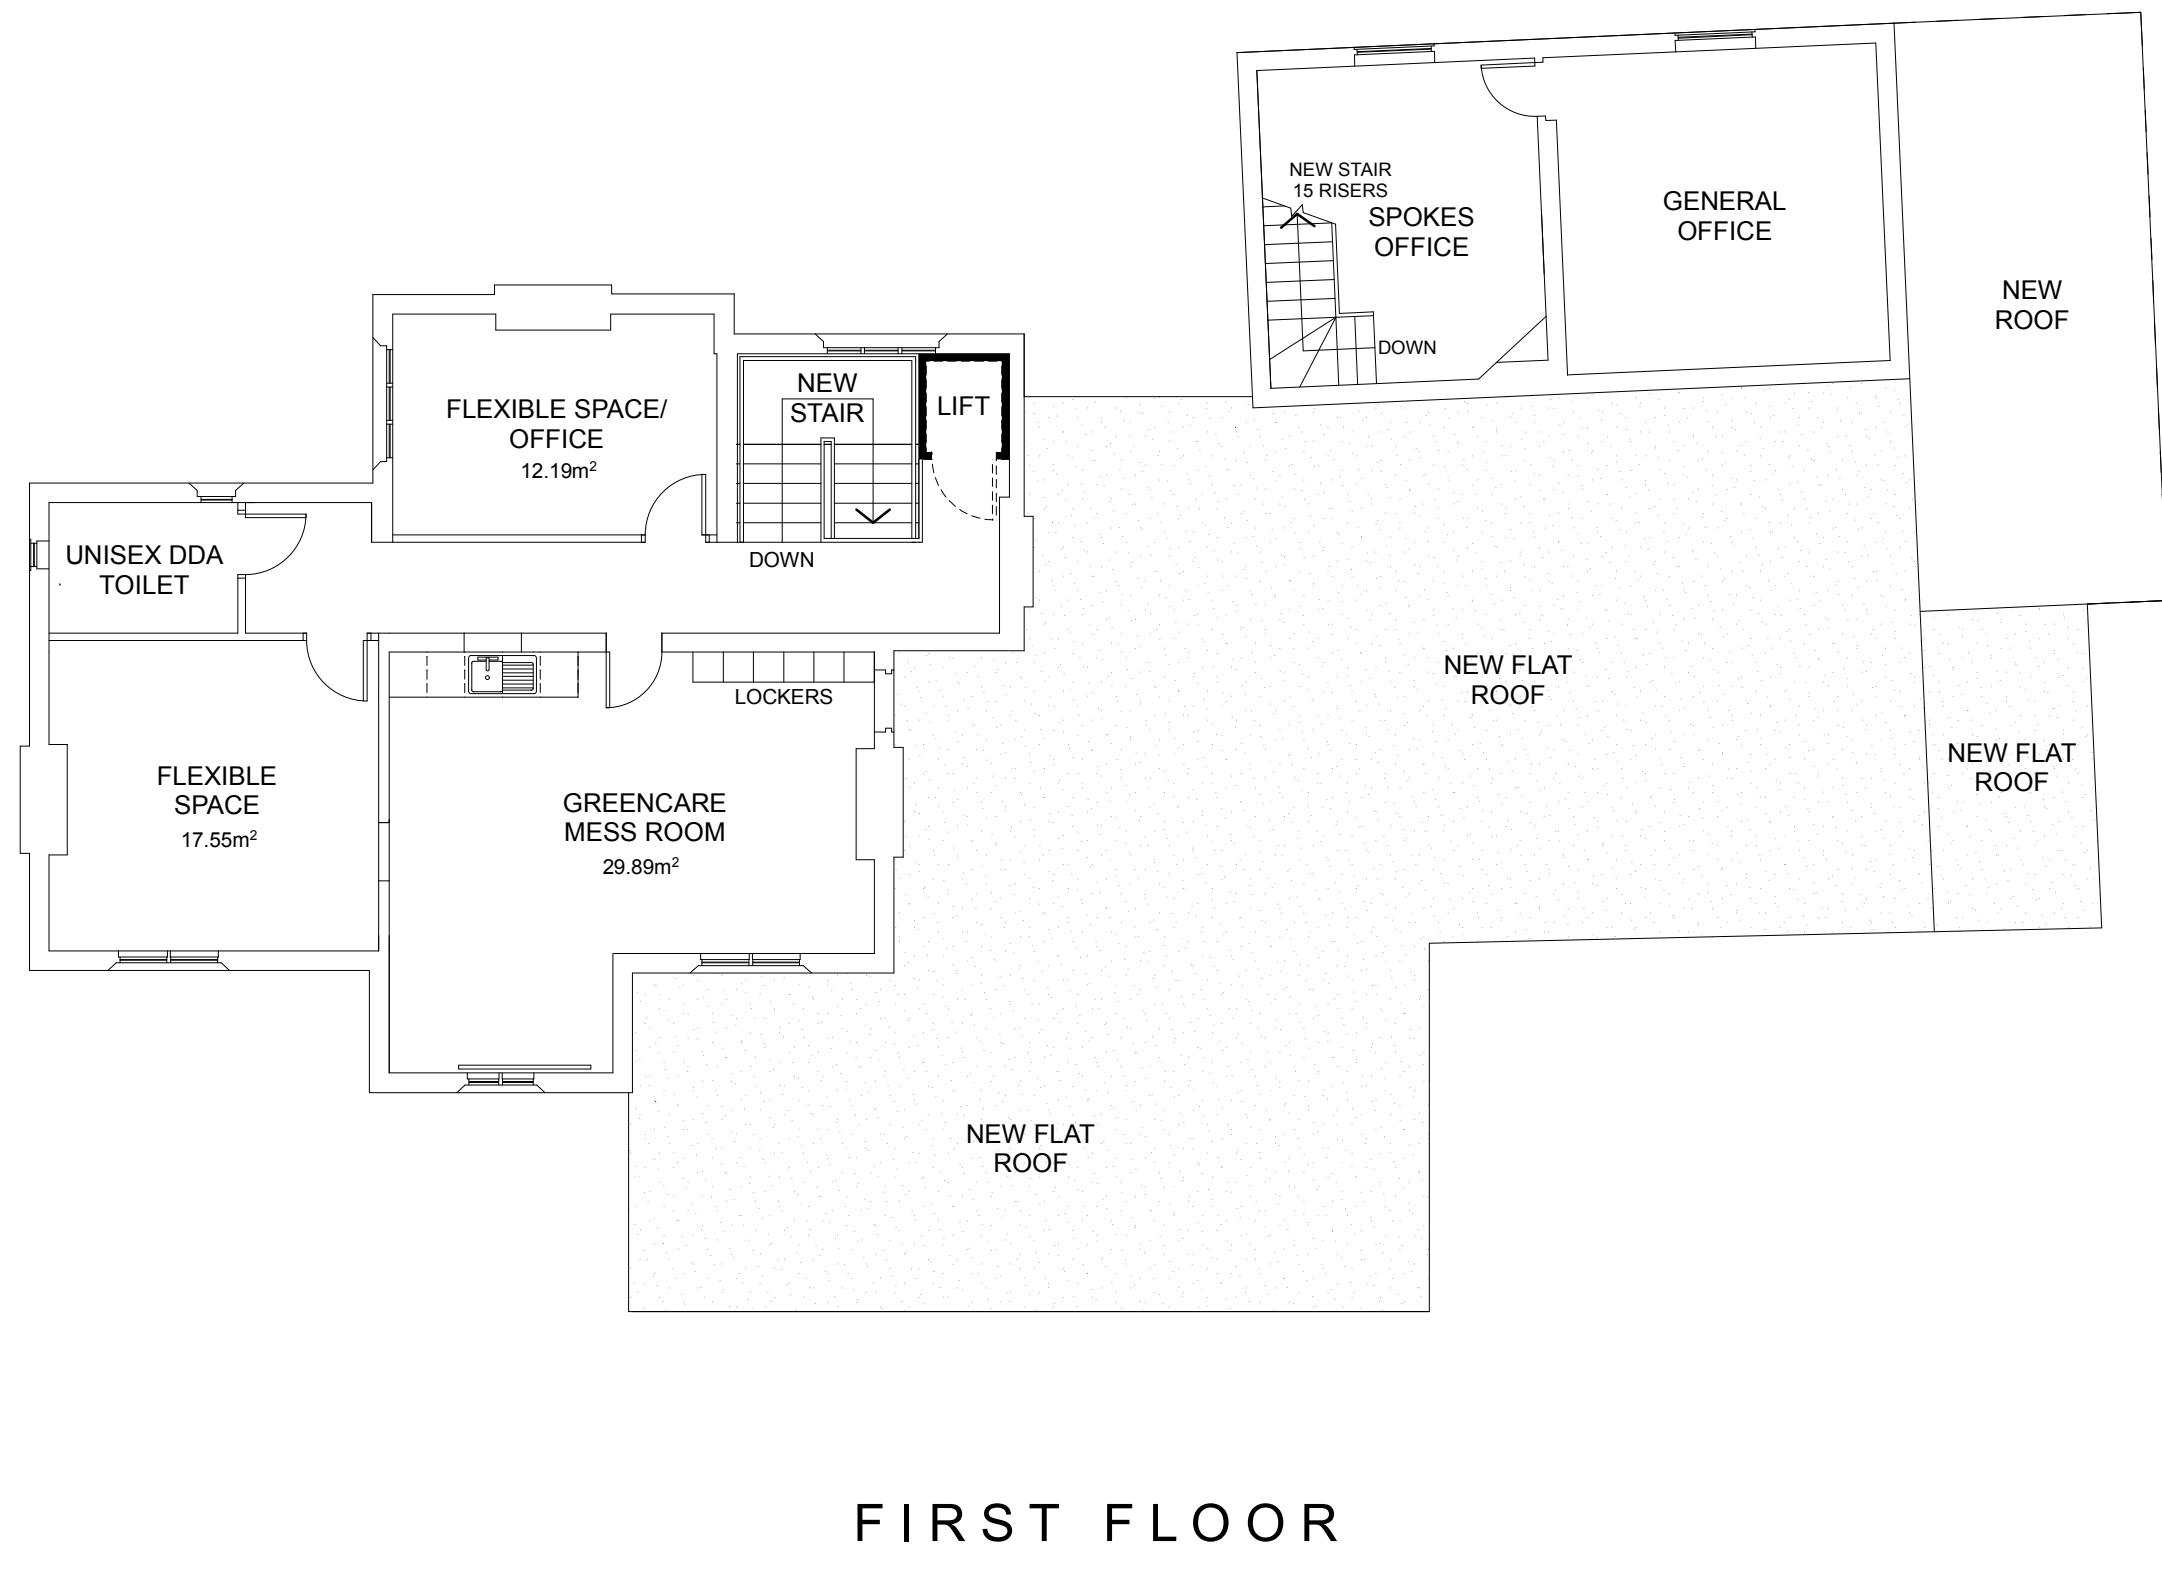 NEW STAIR
15 RISERS
SPOKES
OFFICE
DOWN
GENERAL
OFFICE
NEW
ROOF
FLEXIBLE SPACE/
OFFICE
12.19m²
NEW
STAIR
LIFT
DOWN
UNISEX DDA
TOILET
LOCKERS
FLEXIBLE
SPACE
17.55m²
GREENCARE
MESS ROOM
29.89m²
NEW FLAT
ROOF
NEW FLAT
ROOF
NEW FLAT
ROOF
FIRST FLOOR